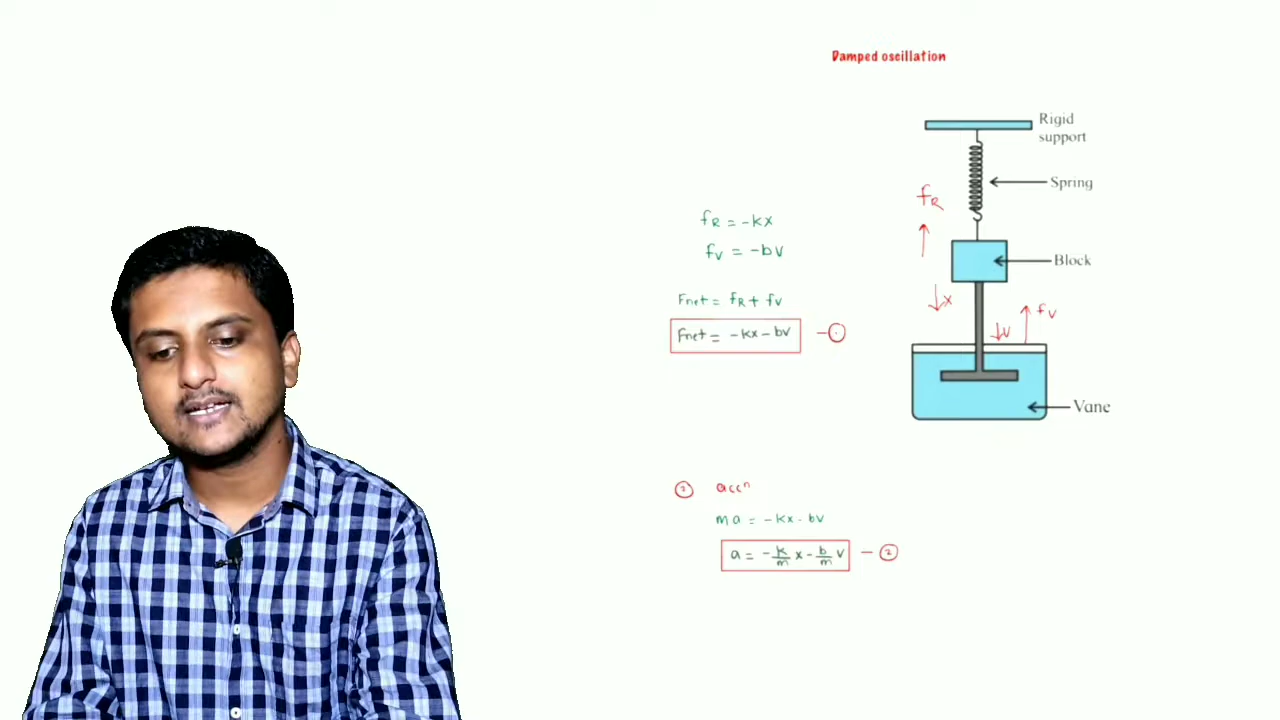 Damped oscillation
Rigid
support
Spring
fR
fR = -kx
fv = -bv
Block
Fnet = fR + fv
x
fv
v
Fnet = -kx - bv - ①
Vane
② accⁿ
ma = -kx - bv
a = -k/m x - b/m v - ②